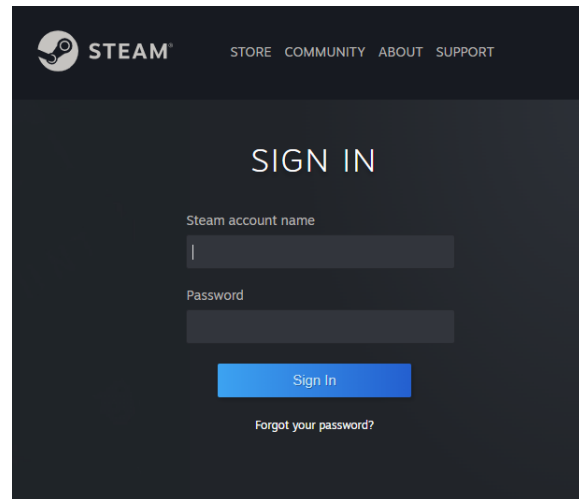 STEAM® STORE COMMUNITY ABOUT SUPPORT
SIGN IN
Steam account name
Password
Sign In
Forgot your password?